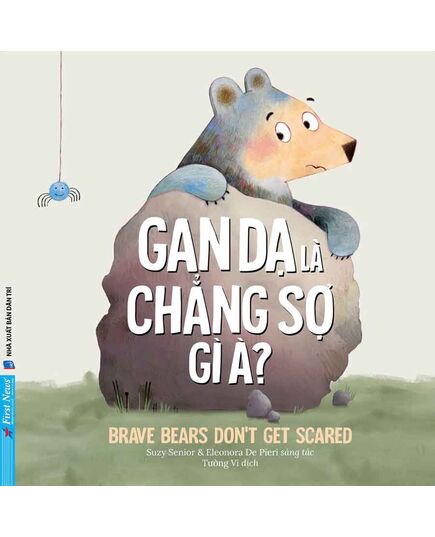 GAN DẠ LÀ
CHẲNG SỢ
GÌ À?
BRAVE BEARS DON'T GET SCARED
Suzy Senior & Eleonora De Pieri sáng tác
Tường Vi dịch
NHÀ XUẤT BẢN DÂN TRÍ
First News